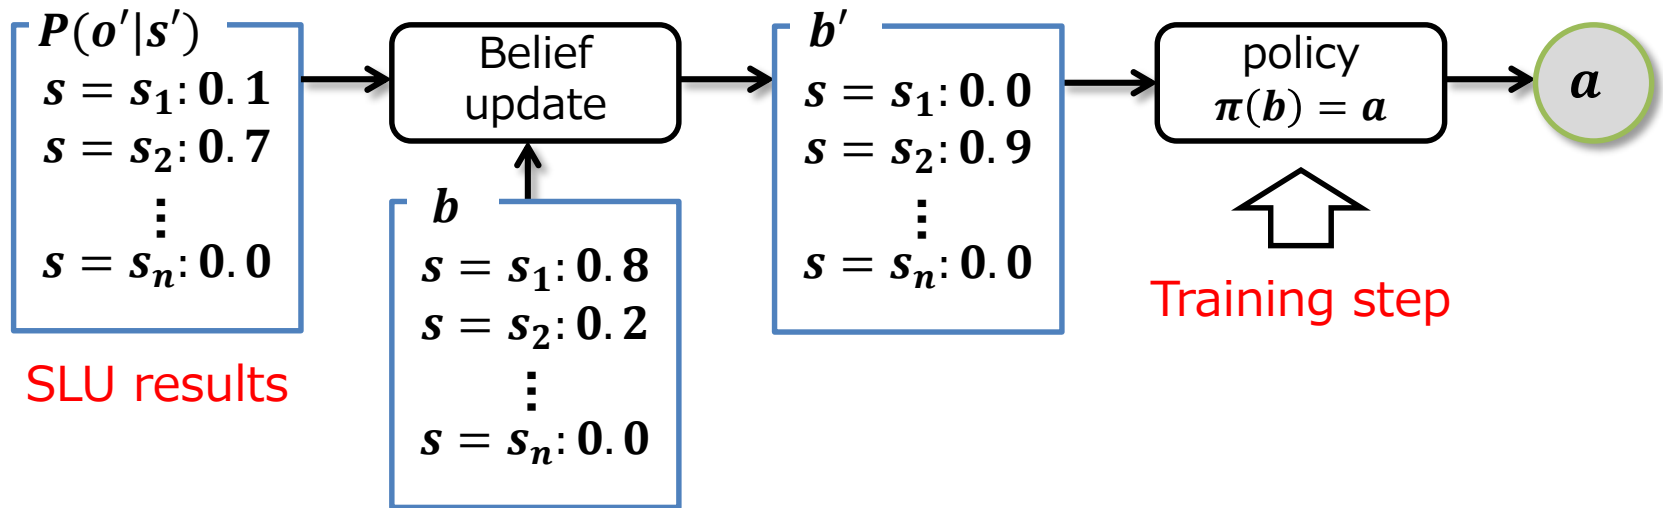 P(o′|s′)
s = s₁: 0.1
s = s₂: 0.7
⋮
s = sₙ: 0.0
SLU results
Belief
update
b
s = s₁: 0.8
s = s₂: 0.2
⋮
s = sₙ: 0.0
b′
s = s₁: 0.0
s = s₂: 0.9
⋮
s = sₙ: 0.0
policy
π(b) = a
Training step
a